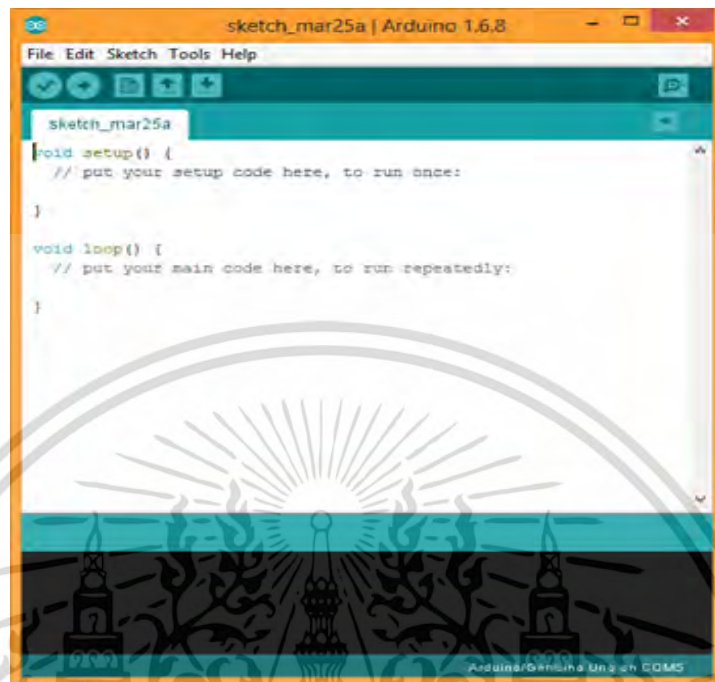 sketch_mar25a | Arduino 1.6.8
File Edit Sketch Tools Help
sketch_mar25a
void setup() {
  // put your setup code here, to run once:
}
void loop() {
  // put your main code here, to run repeatedly:
}
Arduino/Genuino Uno on COM5